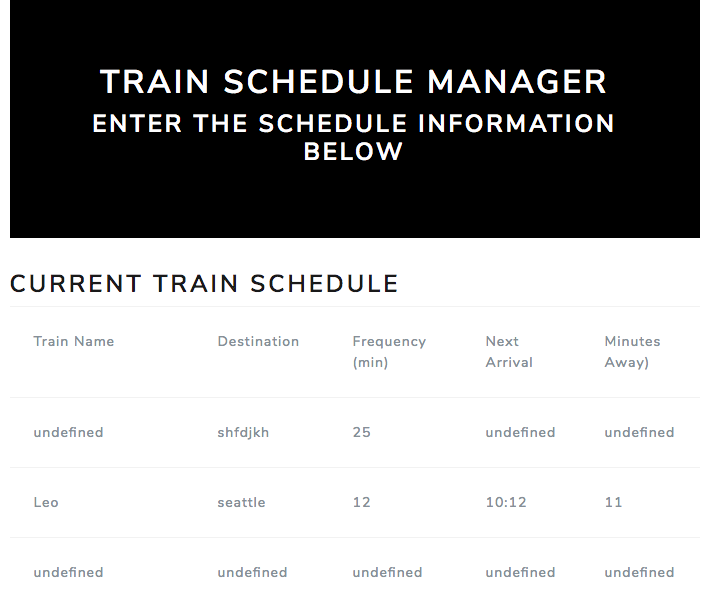 TRAIN SCHEDULE MANAGER
ENTER THE SCHEDULE INFORMATION
BELOW
CURRENT TRAIN SCHEDULE
Train Name Destination Frequency (min) Next Arrival Minutes Away)
undefined shfdjkh 25 undefined undefined
Leo seattle 12 10:12 11
undefined undefined undefined undefined undefined